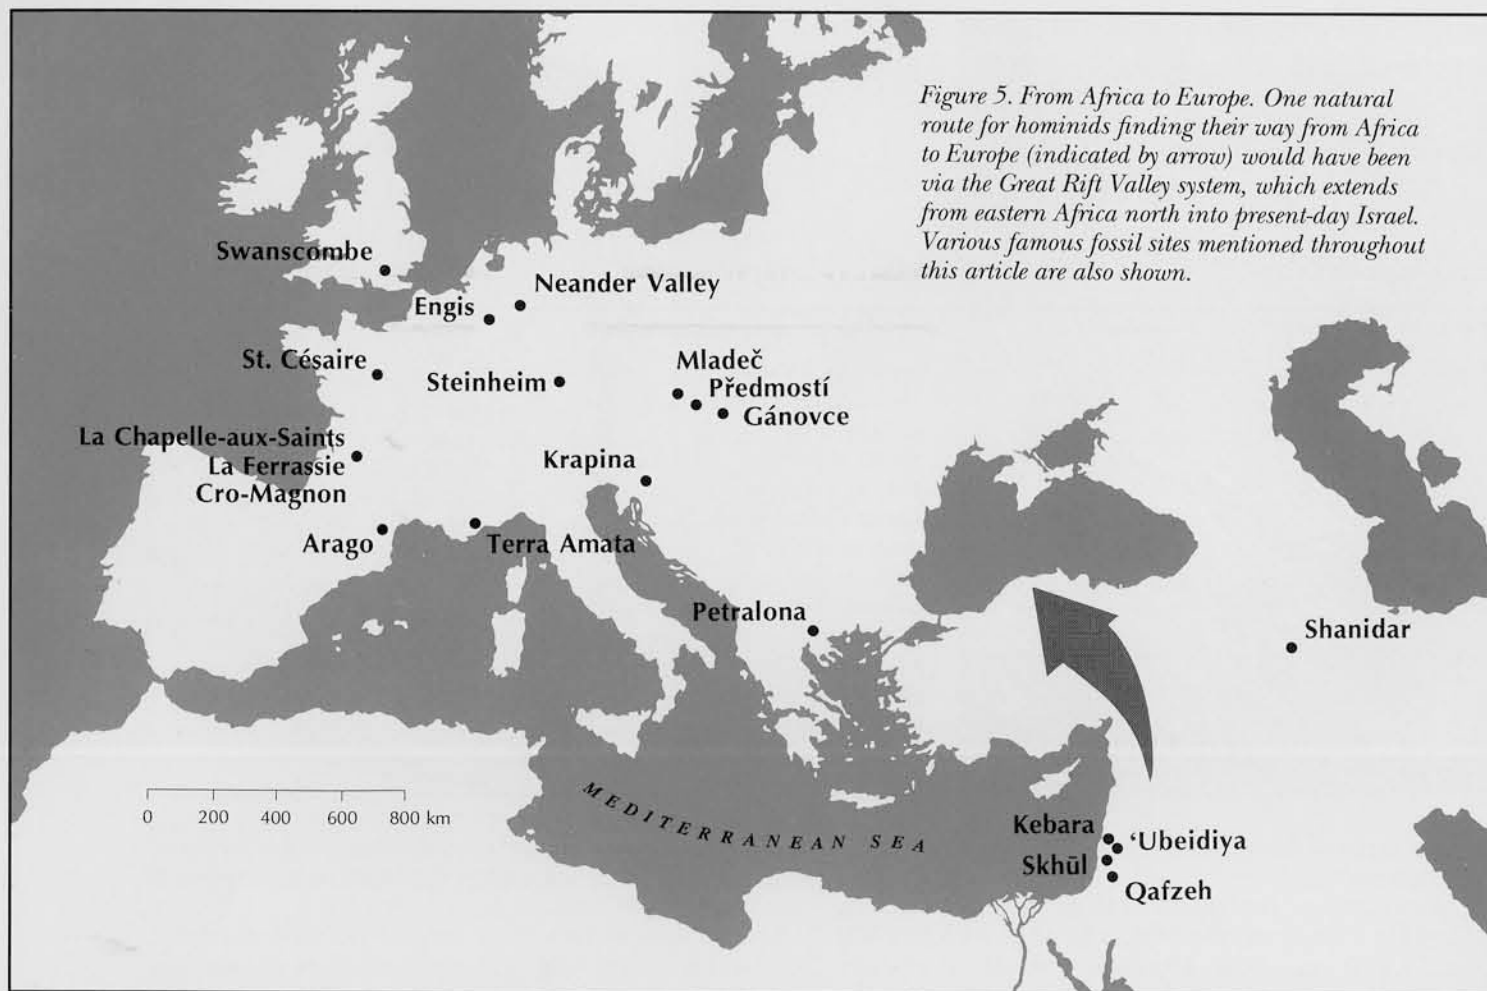 Figure 5. From Africa to Europe. One natural
route for hominids finding their way from Africa
to Europe (indicated by arrow) would have been
via the Great Rift Valley system, which extends
from eastern Africa north into present-day Israel.
Various famous fossil sites mentioned throughout
this article are also shown.
Swanscombe
Neander Valley
Engis
St. Césaire
Steinheim
Mladeč
Předmostí
Gánovce
La Chapelle-aux-Saints
La Ferrassie
Cro-Magnon
Krapina
Arago
Terra Amata
Petralona
Shanidar
0 200 400 600 800 km
MEDITERRANEAN SEA
Kebara
‘Ubeidiya
Skhūl
Qafzeh